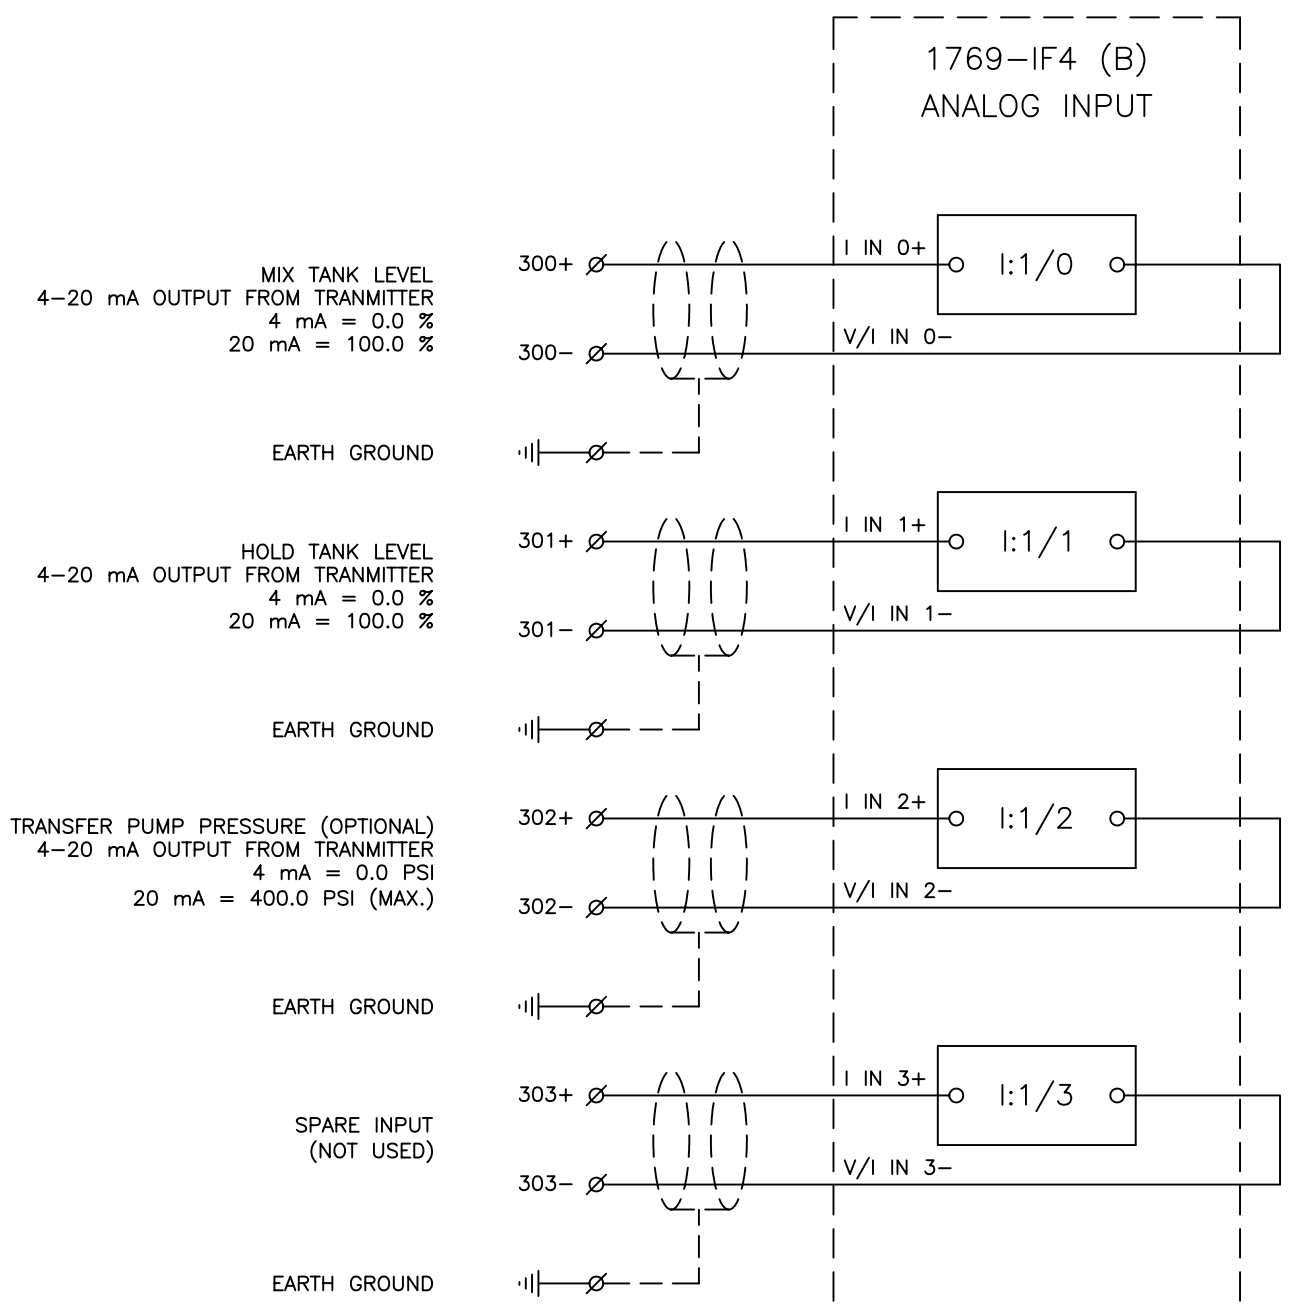 1769-IF4 (B)
ANALOG INPUT
MIX TANK LEVEL
4-20 mA OUTPUT FROM TRANMITTER
4 mA = 0.0 %
20 mA = 100.0 %
300+
I IN 0+
I:1/0
300-
V/I IN 0-
EARTH GROUND
HOLD TANK LEVEL
4-20 mA OUTPUT FROM TRANMITTER
4 mA = 0.0 %
20 mA = 100.0 %
301+
I IN 1+
I:1/1
301-
V/I IN 1-
EARTH GROUND
TRANSFER PUMP PRESSURE (OPTIONAL)
4-20 mA OUTPUT FROM TRANMITTER
4 mA = 0.0 PSI
20 mA = 400.0 PSI (MAX.)
302+
I IN 2+
I:1/2
302-
V/I IN 2-
EARTH GROUND
SPARE INPUT
(NOT USED)
303+
I IN 3+
I:1/3
303-
V/I IN 3-
EARTH GROUND